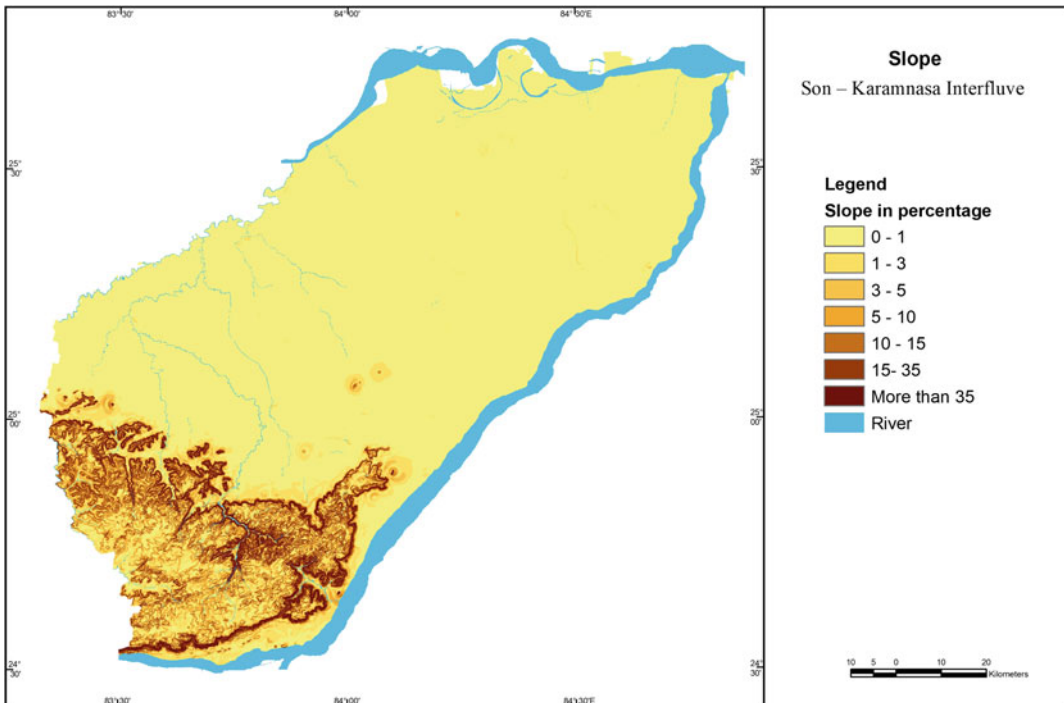 83°30'
84°00'
84°30'E
25°
30'
25°
30'
25°
00'
25°
00'
24°
30'
24°
30'
83°30'
84°00'
84°30'E
Slope
Son – Karamnasa Interfluve
Legend
Slope in percentage
0 - 1
1 - 3
3 - 5
5 - 10
10 - 15
15- 35
More than 35
River
10 5 0 10 20
Kilometers